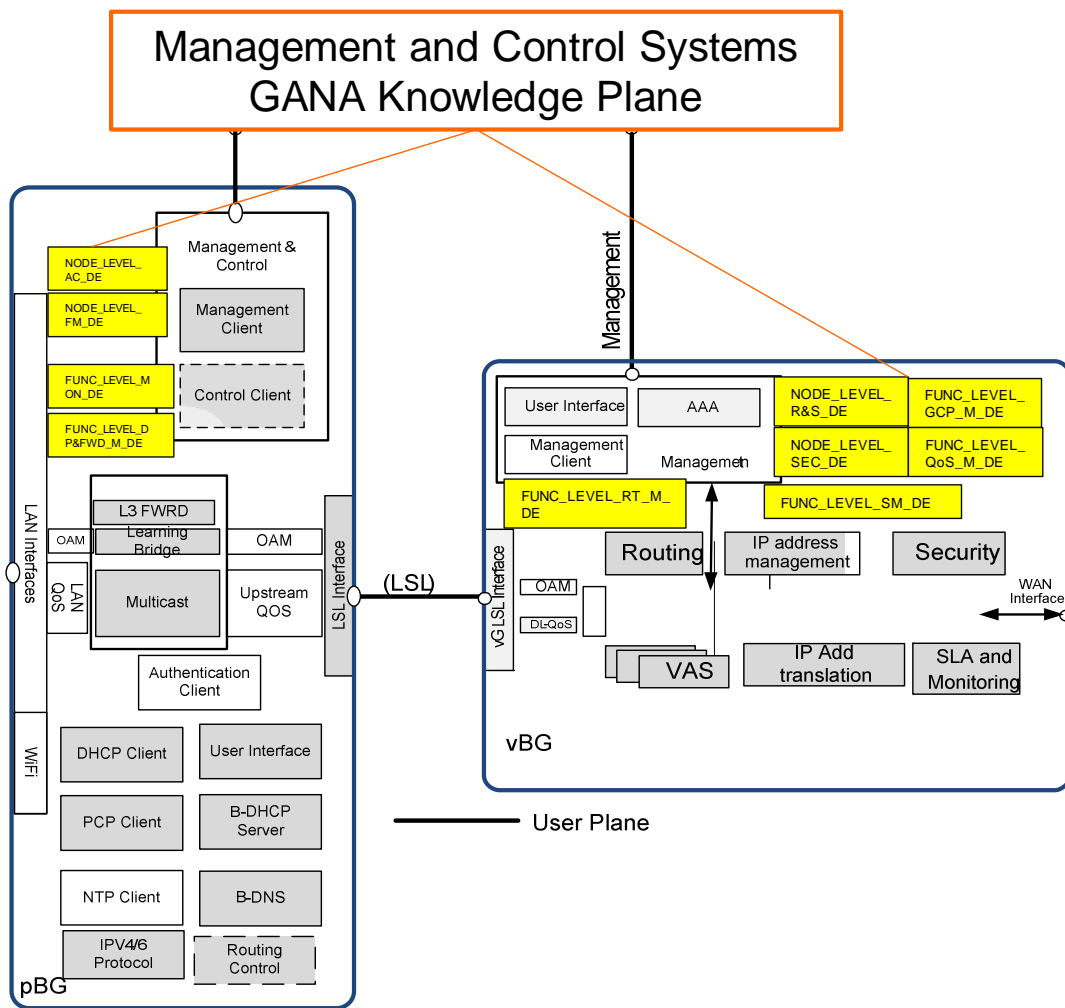 Management and Control Systems
GANA Knowledge Plane
Management &
Control
NODE_LEVEL_
AC_DE
NODE_LEVEL_
FM_DE
Management
Client
FUNC_LEVEL_M
ON_DE
Control Client
FUNC_LEVEL_D
P&FWD_M_DE
LAN Interfaces
L3 FWRD
OAM
Learning
Bridge
OAM
LAN
QoS
Multicast
Upstream
QOS
LSL Interface
Authentication
Client
WiFi
DHCP Client
User Interface
PCP Client
B-DHCP
Server
NTP Client
B-DNS
IPV4/6
Protocol
Routing
Control
pBG
(LSL)
Management
User Interface
AAA
NODE_LEVEL_
R&S_DE
FUNC_LEVEL_
GCP_M_DE
Management
Client
Management
NODE_LEVEL_
SEC_DE
FUNC_LEVEL_
QoS_M_DE
FUNC_LEVEL_RT_M_
DE
FUNC_LEVEL_SM_DE
vG LSL Interface
Routing
IP address
management
Security
OAM
DL-QoS
WAN
Interface
VAS
IP Add
translation
SLA and
Monitoring
vBG
User Plane